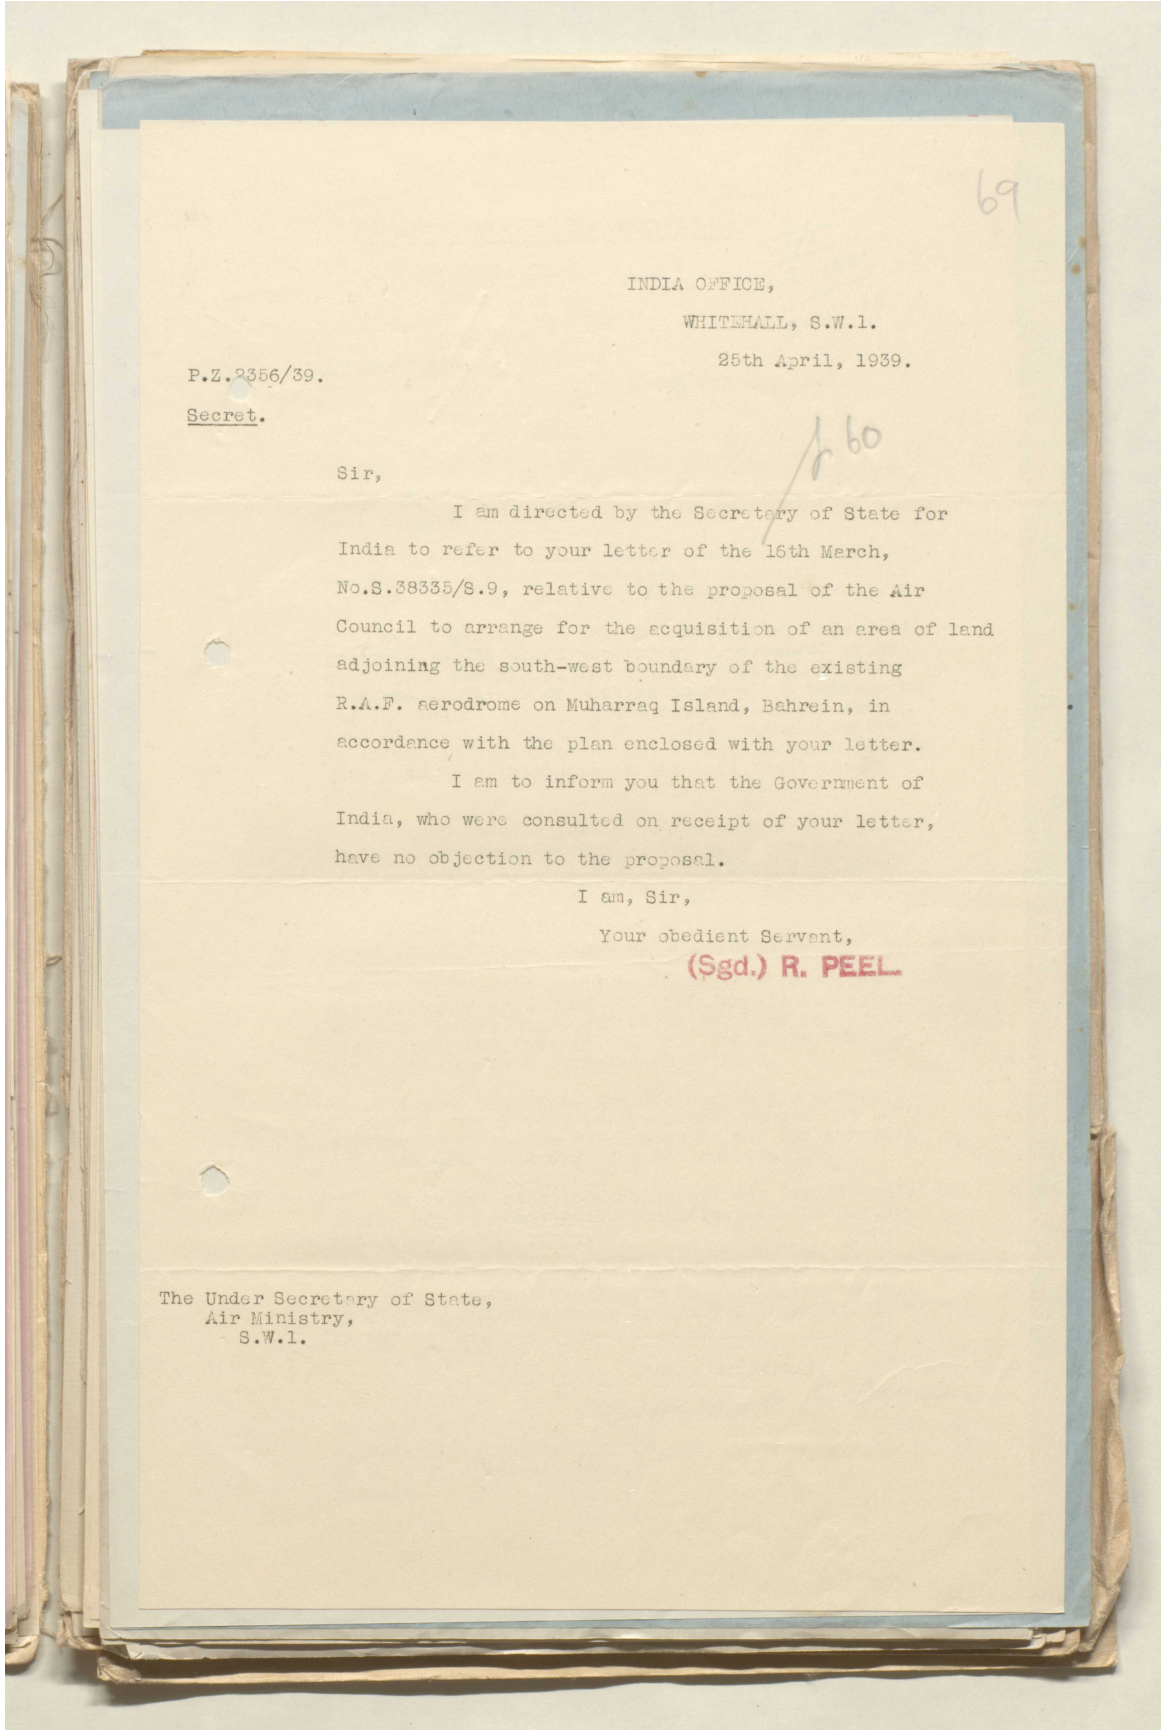 69
INDIA OFFICE,
WHITEHALL, S.W.1.
25th April, 1939.
P.Z.2356/39.
Secret.
f 60
Sir,
I am directed by the Secretary of State for
India to refer to your letter of the 16th March,
No.S.38335/S.9, relative to the proposal of the Air
Council to arrange for the acquisition of an area of land
adjoining the south-west boundary of the existing
R.A.F. aerodrome on Muharraq Island, Bahrein, in
accordance with the plan enclosed with your letter.
I am to inform you that the Government of
India, who were consulted on receipt of your letter,
have no objection to the proposal.
I am, Sir,
Your obedient Servant,
(Sgd.) R. PEEL.
The Under Secretary of State,
Air Ministry,
S.W.1.